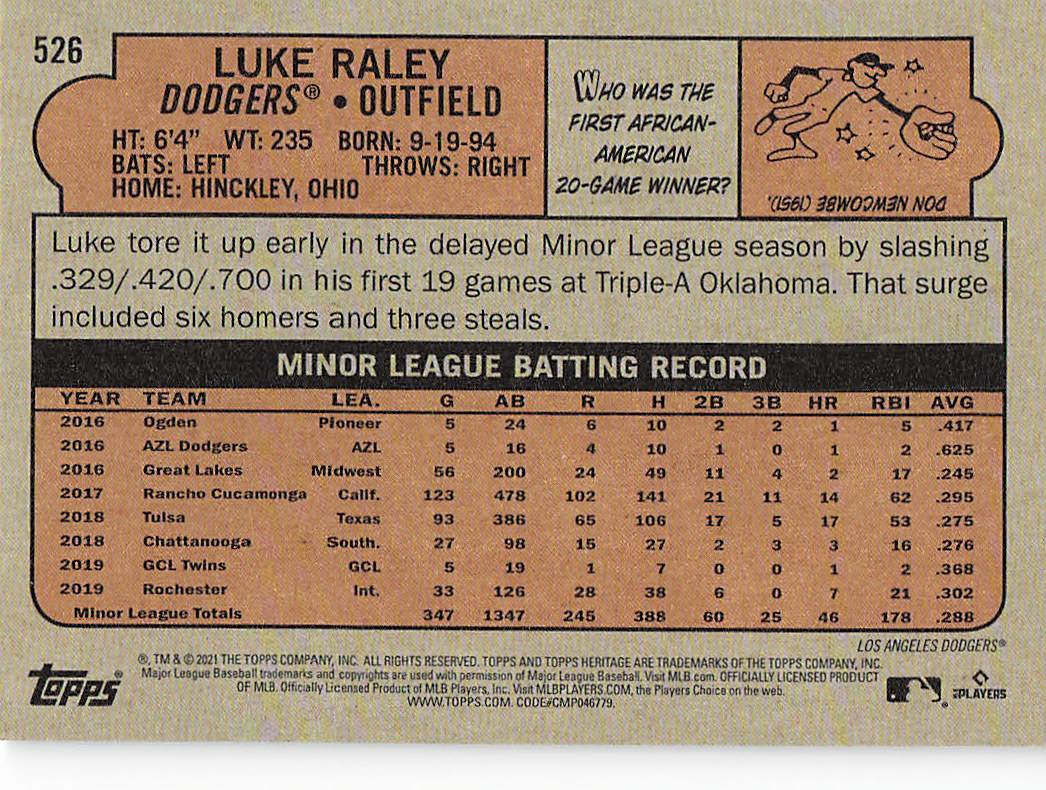 526
LUKE RALEY
DODGERS® • OUTFIELD
HT: 6'4" WT: 235 BORN: 9-19-94
BATS: LEFT THROWS: RIGHT
HOME: HINCKLEY, OHIO
WHO WAS THE
FIRST AFRICAN-
AMERICAN
20-GAME WINNER?
DON NEWCOMBE (1951).
Luke tore it up early in the delayed Minor League season by slashing
.329/.420/.700 in his first 19 games at Triple-A Oklahoma. That surge
included six homers and three steals.
MINOR LEAGUE BATTING RECORD
YEAR TEAM LEA. G AB R H 2B 3B HR RBI AVG
2016 Ogden Pioneer 5 24 6 10 2 2 1 5 .417
2016 AZL Dodgers AZL 5 16 4 10 1 0 1 2 .625
2016 Great Lakes Midwest 56 200 24 49 11 4 2 17 .245
2017 Rancho Cucamonga Calif. 123 478 102 141 21 11 14 62 .295
2018 Tulsa Texas 93 386 65 106 17 5 17 53 .275
2018 Chattanooga South. 27 98 15 27 2 3 3 16 .276
2019 GCL Twins GCL 5 19 1 7 0 0 1 2 .368
2019 Rochester Int. 33 126 28 38 6 0 7 21 .302
Minor League Totals 347 1347 245 388 60 25 46 178 .288
LOS ANGELES DODGERS®
®, TM & © 2021 THE TOPPS COMPANY, INC. ALL RIGHTS RESERVED. TOPPS AND TOPPS HERITAGE ARE TRADEMARKS OF THE TOPPS COMPANY, INC.
Major League Baseball trademarks and copyrights are used with permission of Major League Baseball. Visit MLB.com. OFFICIALLY LICENSED PRODUCT
OF MLB. Officially Licensed Product of MLB Players, Inc. Visit MLBPLAYERS.COM, the Players Choice on the web.
WWW.TOPPS.COM. CODE#CMP046779.
topps
PLAYERS